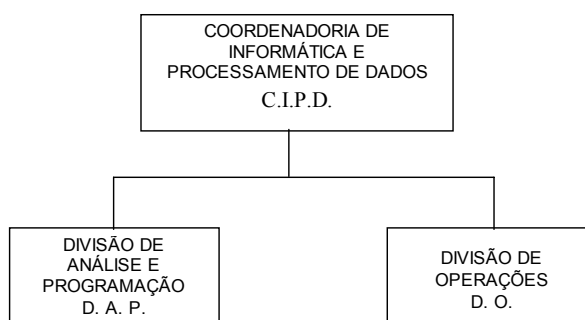 COORDENADORIA DE
INFORMÁTICA E
PROCESSAMENTO DE DADOS
C.I.P.D.
DIVISÃO DE
ANÁLISE E
PROGRAMAÇÃO
D. A. P.
DIVISÃO DE
OPERAÇÕES
D. O.